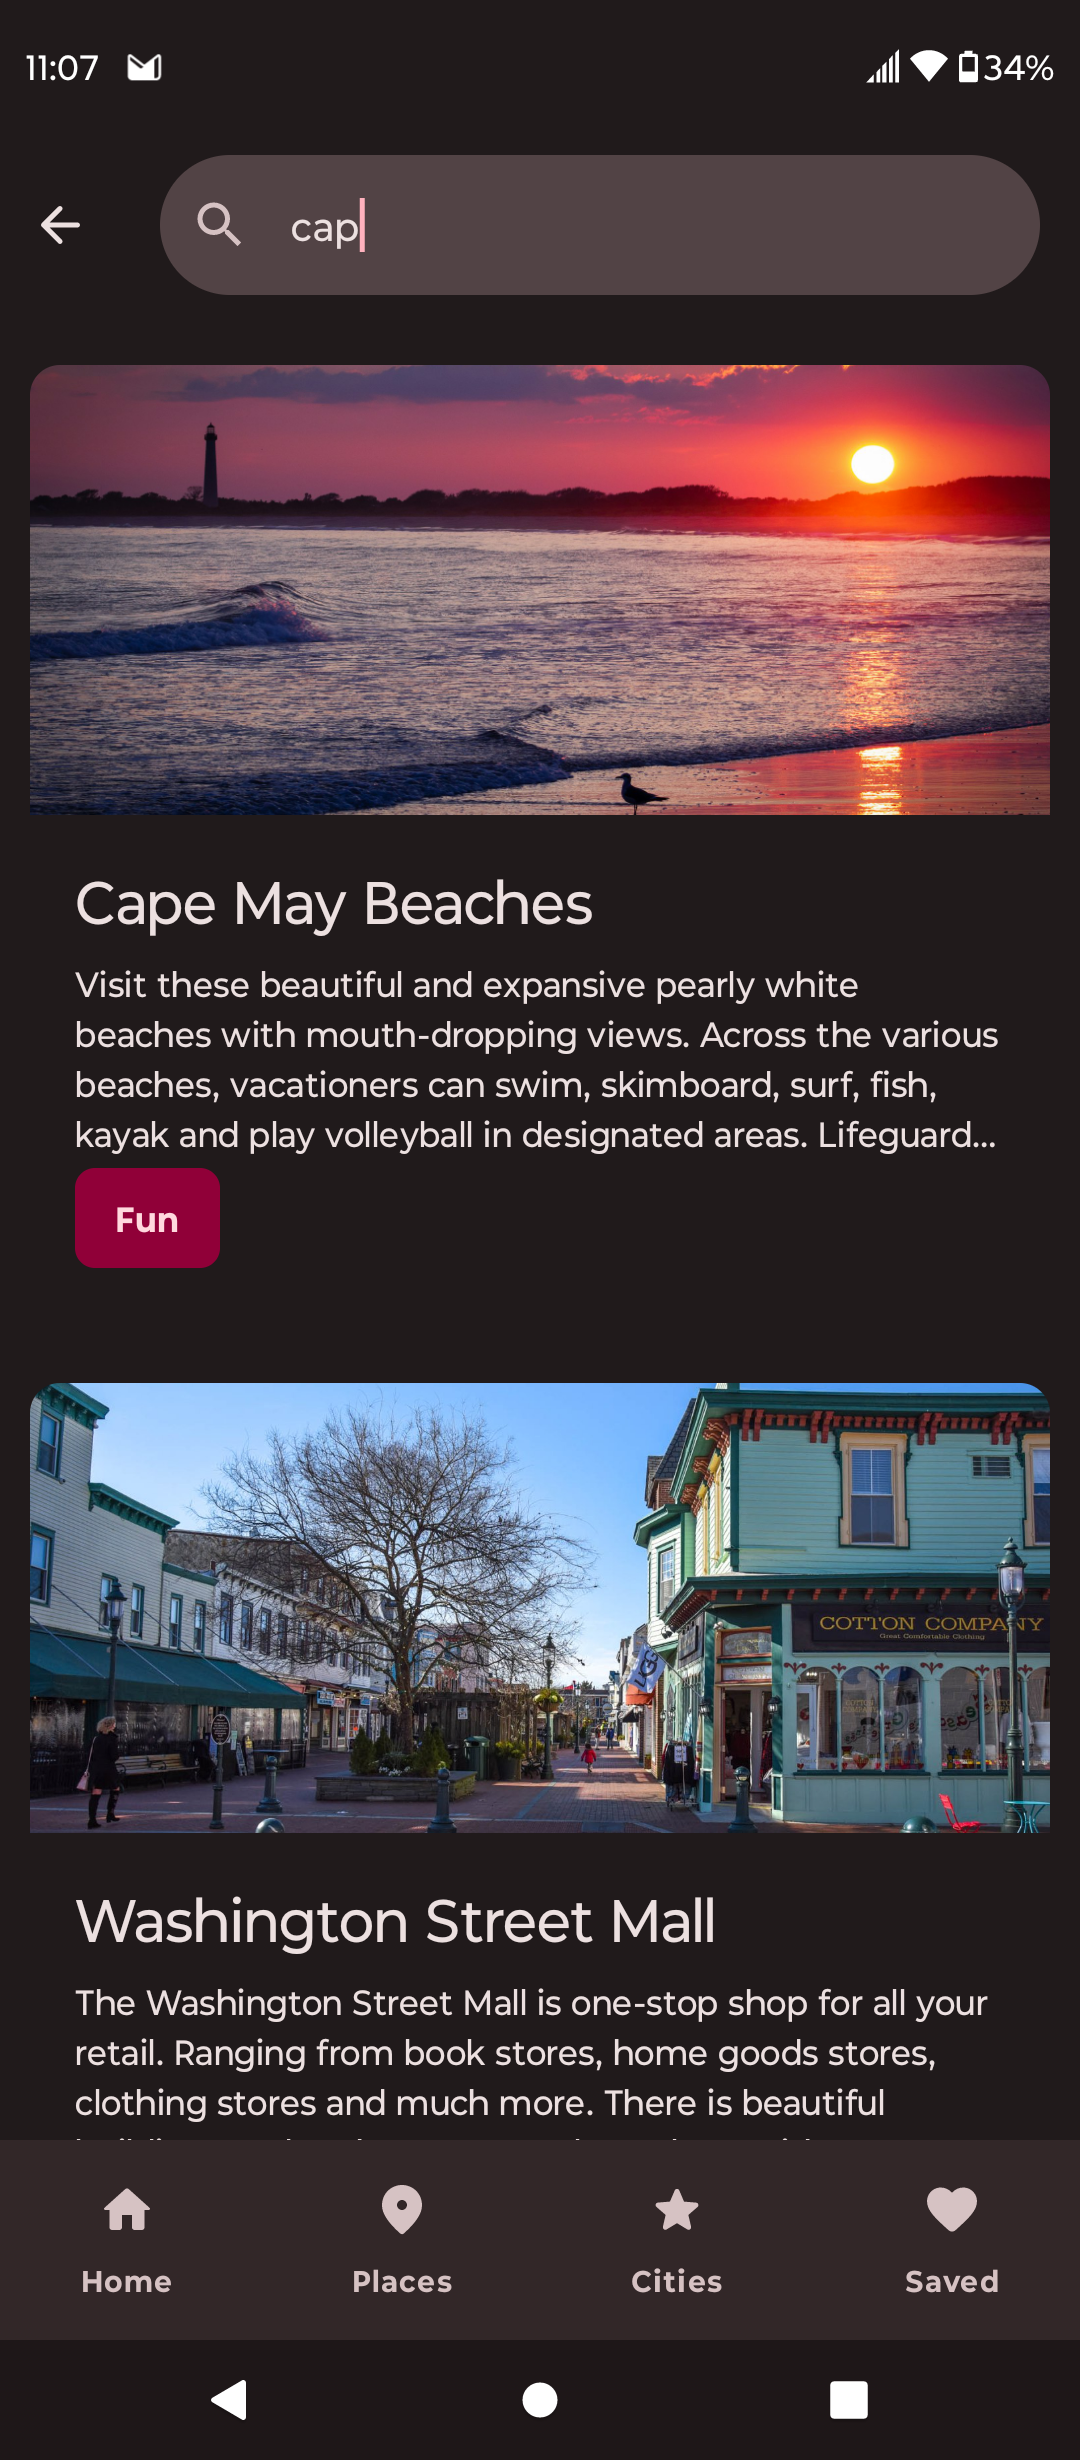 11:07
34%
cap
Cape May Beaches
Visit these beautiful and expansive pearly white
beaches with mouth-dropping views. Across the various
beaches, vacationers can swim, skimboard, surf, fish,
kayak and play volleyball in designated areas. Lifeguard...
Fun
COTTON COMPANY
Great Comfortable Clothing
Washington Street Mall
The Washington Street Mall is one-stop shop for all your
retail. Ranging from book stores, home goods stores,
clothing stores and much more. There is beautiful
Home
Places
Cities
Saved